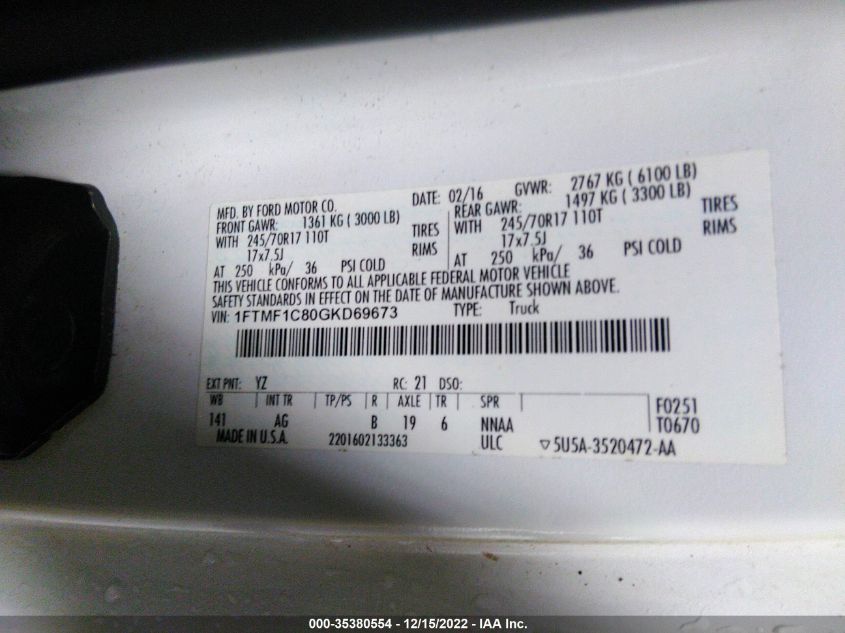 MFD. BY FORD MOTOR CO. DATE: 02/16 GVWR: 2767 KG ( 6100 LB)
FRONT GAWR: 1361 KG ( 3000 LB) REAR GAWR: 1497 KG ( 3300 LB)
WITH 245/70R17 110T TIRES WITH 245/70R17 110T TIRES
17x7.5J RIMS 17x7.5J RIMS
AT 250 kPa/ 36 PSI COLD AT 250 kPa/ 36 PSI COLD
THIS VEHICLE CONFORMS TO ALL APPLICABLE FEDERAL MOTOR VEHICLE
SAFETY STANDARDS IN EFFECT ON THE DATE OF MANUFACTURE SHOWN ABOVE.
VIN: 1FTMF1C80GKD69673 TYPE: Truck
EXT PNT: YZ RC: 21 DSO:
WB INT TR TP/PS R AXLE TR SPR F0251
141 AG B 19 6 NNAA T0670
MADE IN U.S.A. 2201602133363 ULC ▽5U5A-3520472-AA
000-35380554 - 12/15/2022 - IAA Inc.